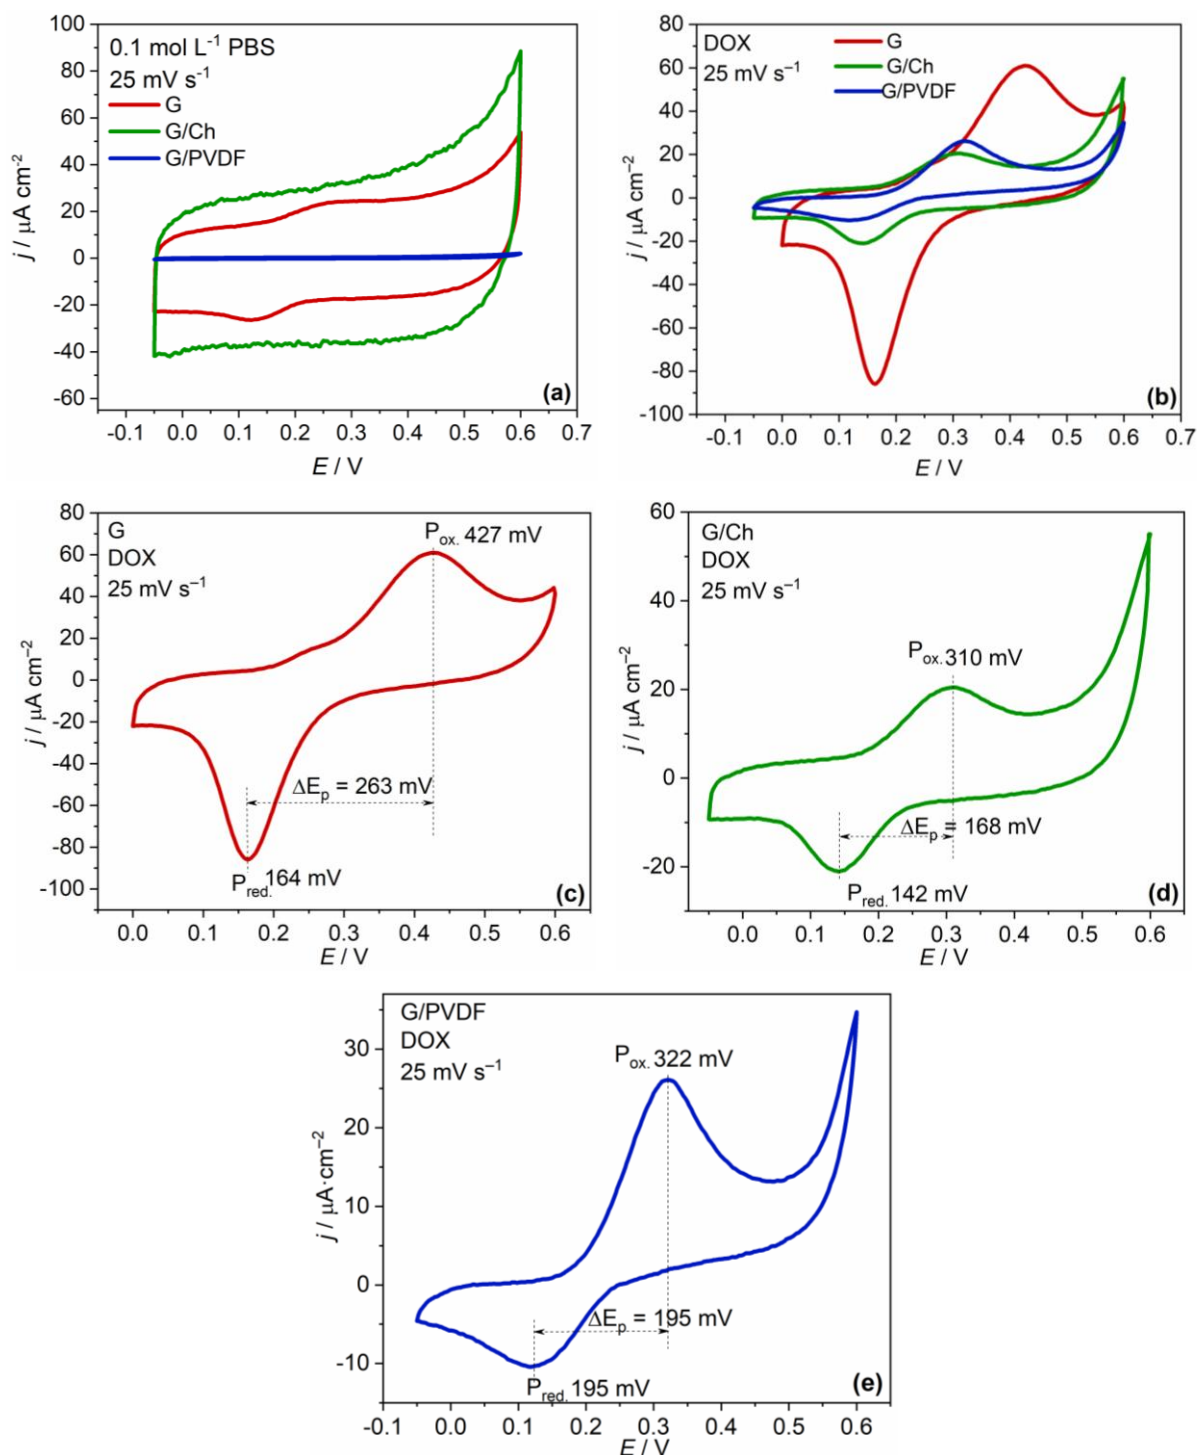 0.1 mol L⁻¹ PBS
25 mV s⁻¹
G
G/Ch
G/PVDF
100
80
60
40
20
0
-20
-40
-60
j / μA cm⁻²
-0.1 0.0 0.1 0.2 0.3 0.4 0.5 0.6 0.7
E / V
(a)
DOX
25 mV s⁻¹
G
G/Ch
G/PVDF
80
60
40
20
0
-20
-40
-60
-80
-100
j / μA cm⁻²
-0.1 0.0 0.1 0.2 0.3 0.4 0.5 0.6 0.7
E / V
(b)
G
DOX
25 mV s⁻¹
Pox. 427 mV
ΔEp = 263 mV
Pred. 164 mV
80
60
40
20
0
-20
-40
-60
-80
-100
j / μA cm⁻²
0.0 0.1 0.2 0.3 0.4 0.5 0.6
E / V
(c)
G/Ch
DOX
25 mV s⁻¹
Pox. 310 mV
ΔEp = 168 mV
Pred. 142 mV
60
40
20
0
-20
j / μA cm⁻²
0.0 0.1 0.2 0.3 0.4 0.5 0.6
E / V
(d)
G/PVDF
DOX
25 mV s⁻¹
Pox. 322 mV
ΔEp = 195 mV
Pred. 195 mV
30
20
10
0
-10
j / μA·cm⁻²
-0.1 0.0 0.1 0.2 0.3 0.4 0.5 0.6
E / V
(e)